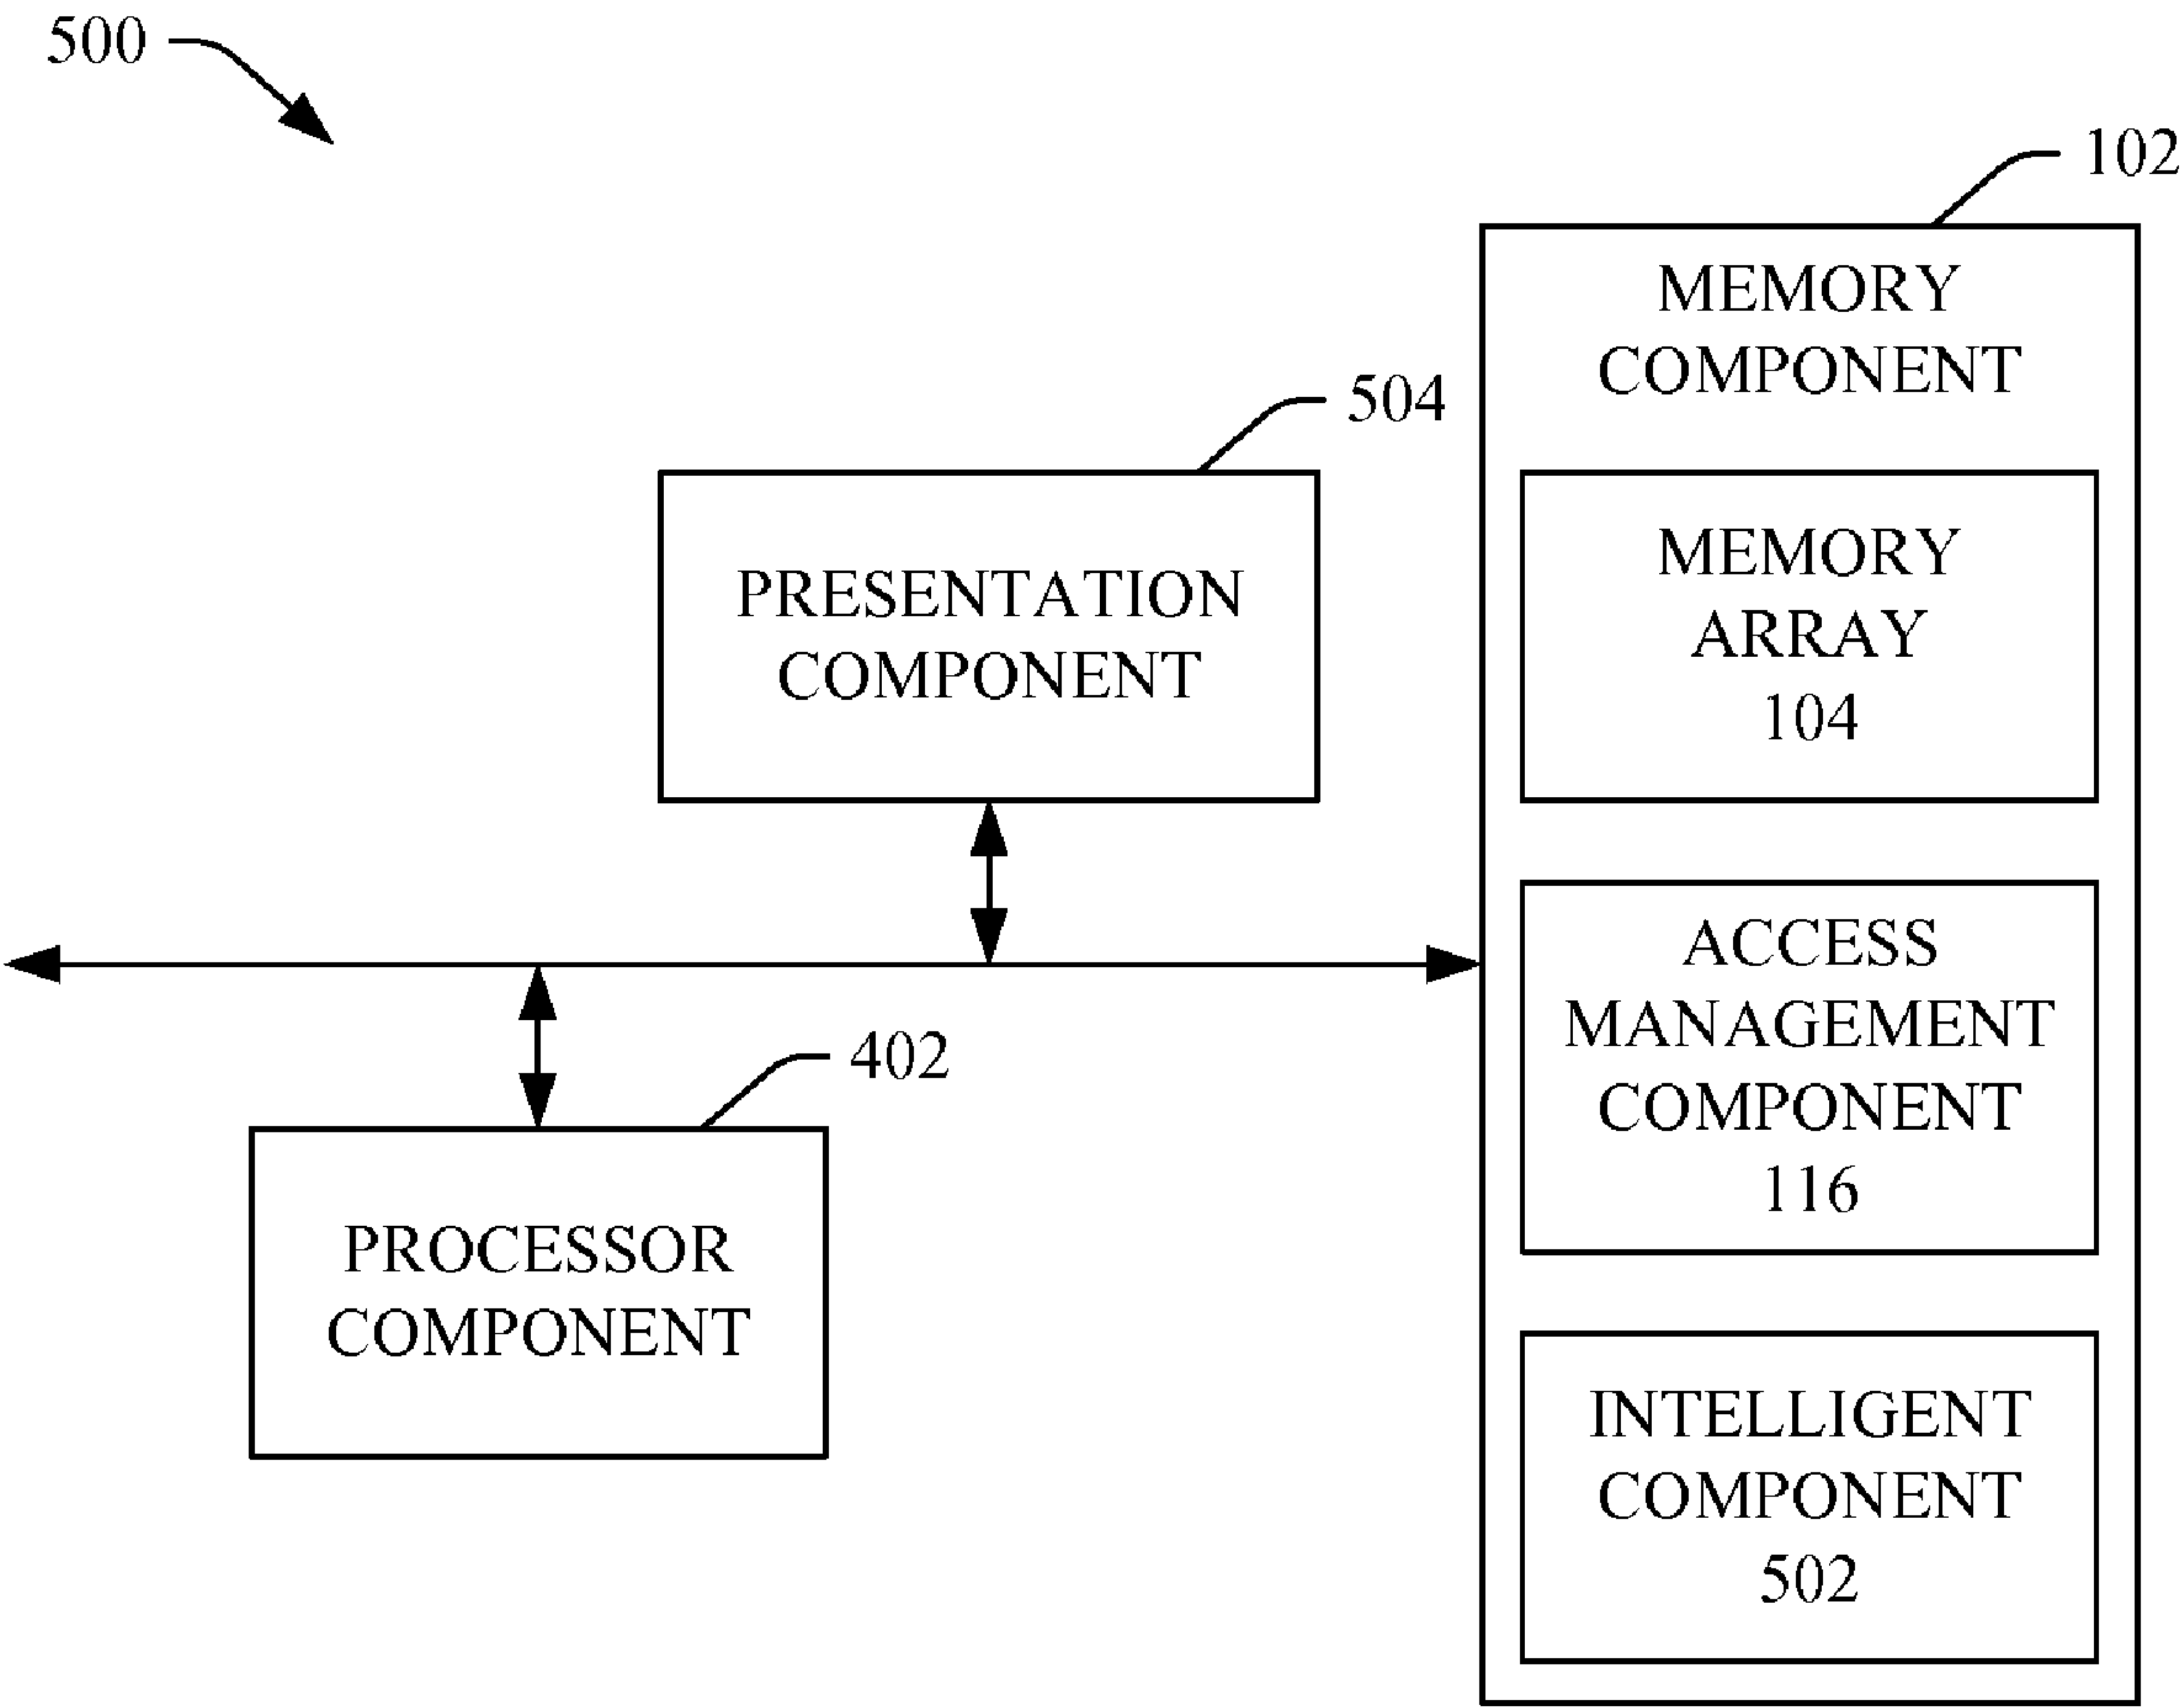 500
102
MEMORY
COMPONENT
504
MEMORY
ARRAY
104
PRESENTATION
COMPONENT
ACCESS
MANAGEMENT
COMPONENT
116
402
PROCESSOR
COMPONENT
INTELLIGENT
COMPONENT
502